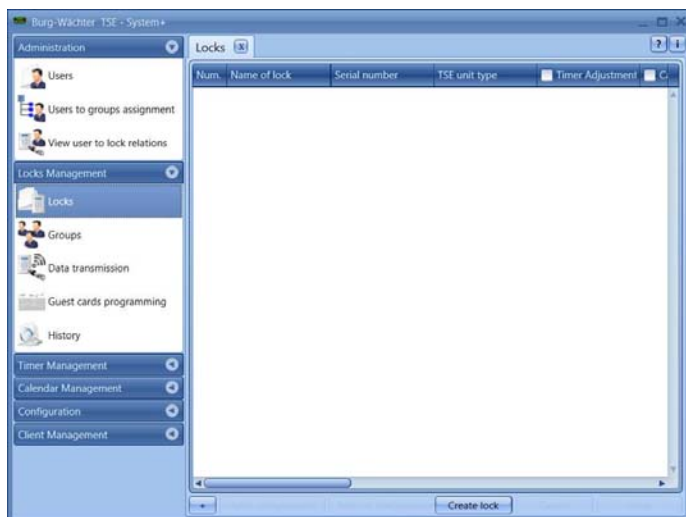 Burg-Wächter TSE - System+
Administration
Users
Users to groups assignment
View user to lock relations
Locks Management
Locks
Groups
Data transmission
Guest cards programming
History
Timer Management
Calendar Management
Configuration
Client Management
Locks x
? i
Num. Name of lock Serial number TSE unit type Timer Adjustment
+ Create lock